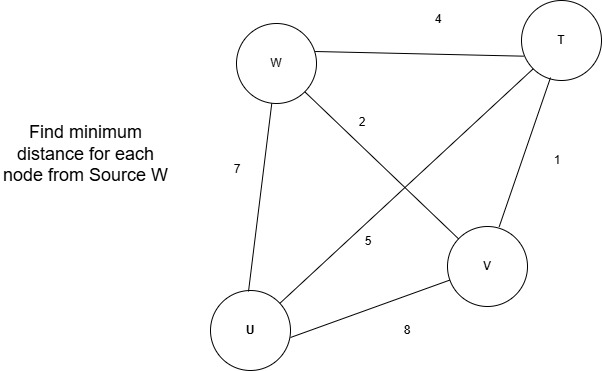 4
T
W
2
Find minimum
distance for each
node from Source W
7
1
5
V
U
8